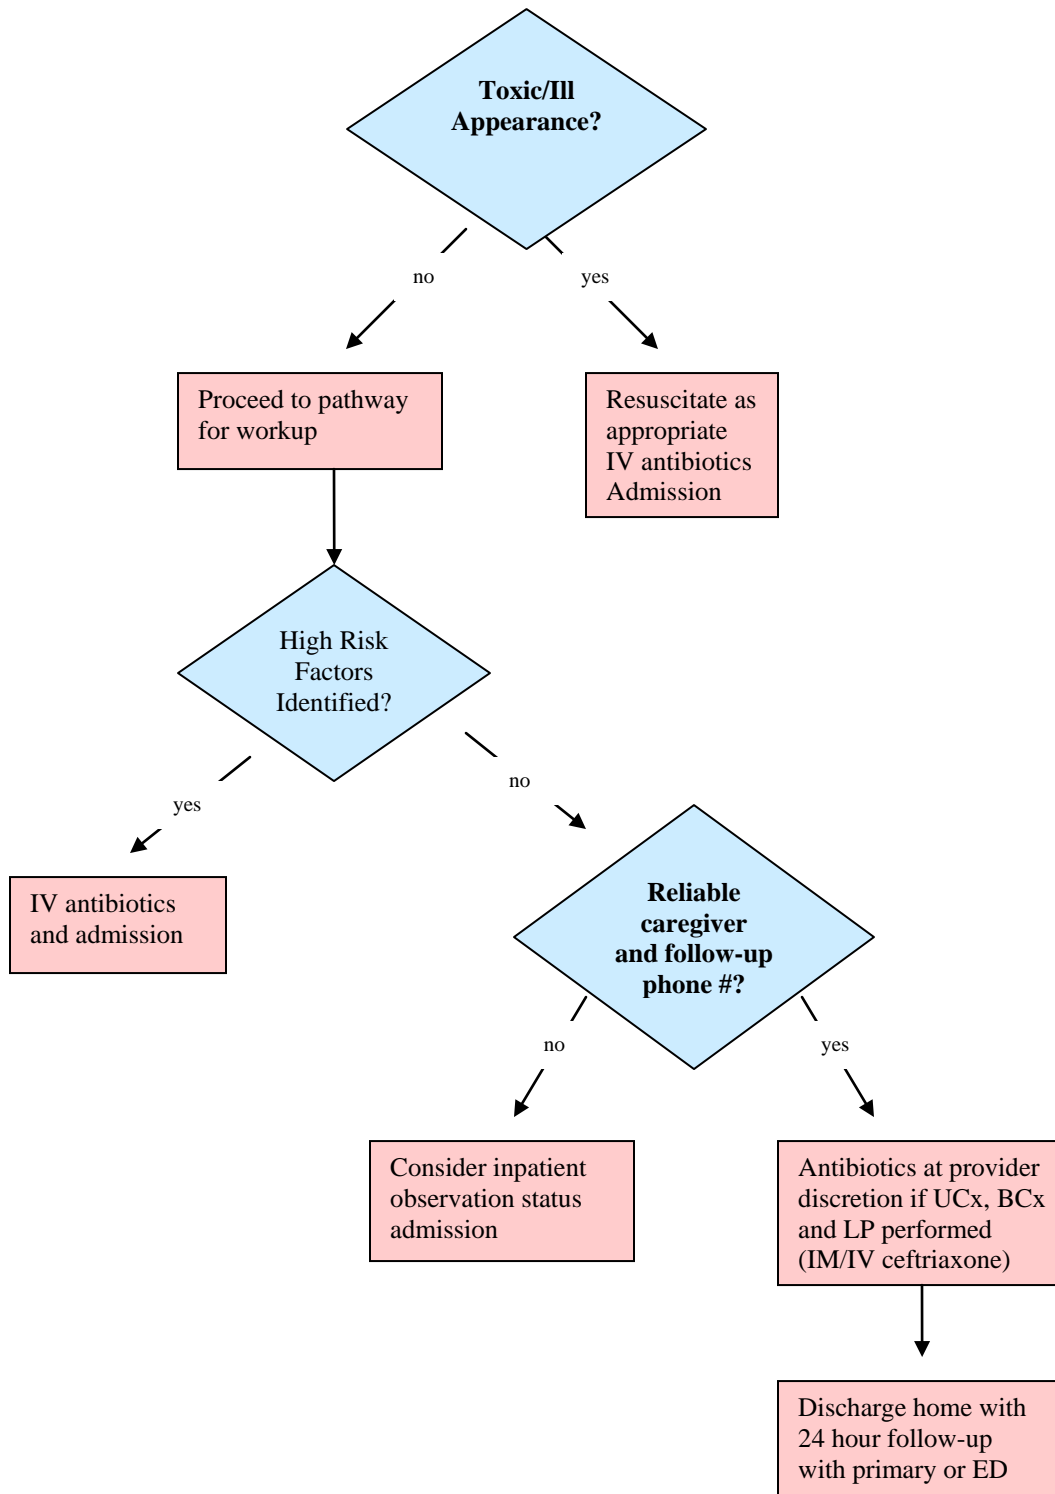 Toxic/Ill
Appearance?
no
yes
Proceed to pathway
for workup
Resuscitate as
appropriate
IV antibiotics
Admission
High Risk
Factors
Identified?
yes
no
IV antibiotics
and admission
Reliable
caregiver
and follow-up
phone #?
no
yes
Consider inpatient
observation status
admission
Antibiotics at provider
discretion if UCx, BCx
and LP performed
(IM/IV ceftriaxone)
Discharge home with
24 hour follow-up
with primary or ED